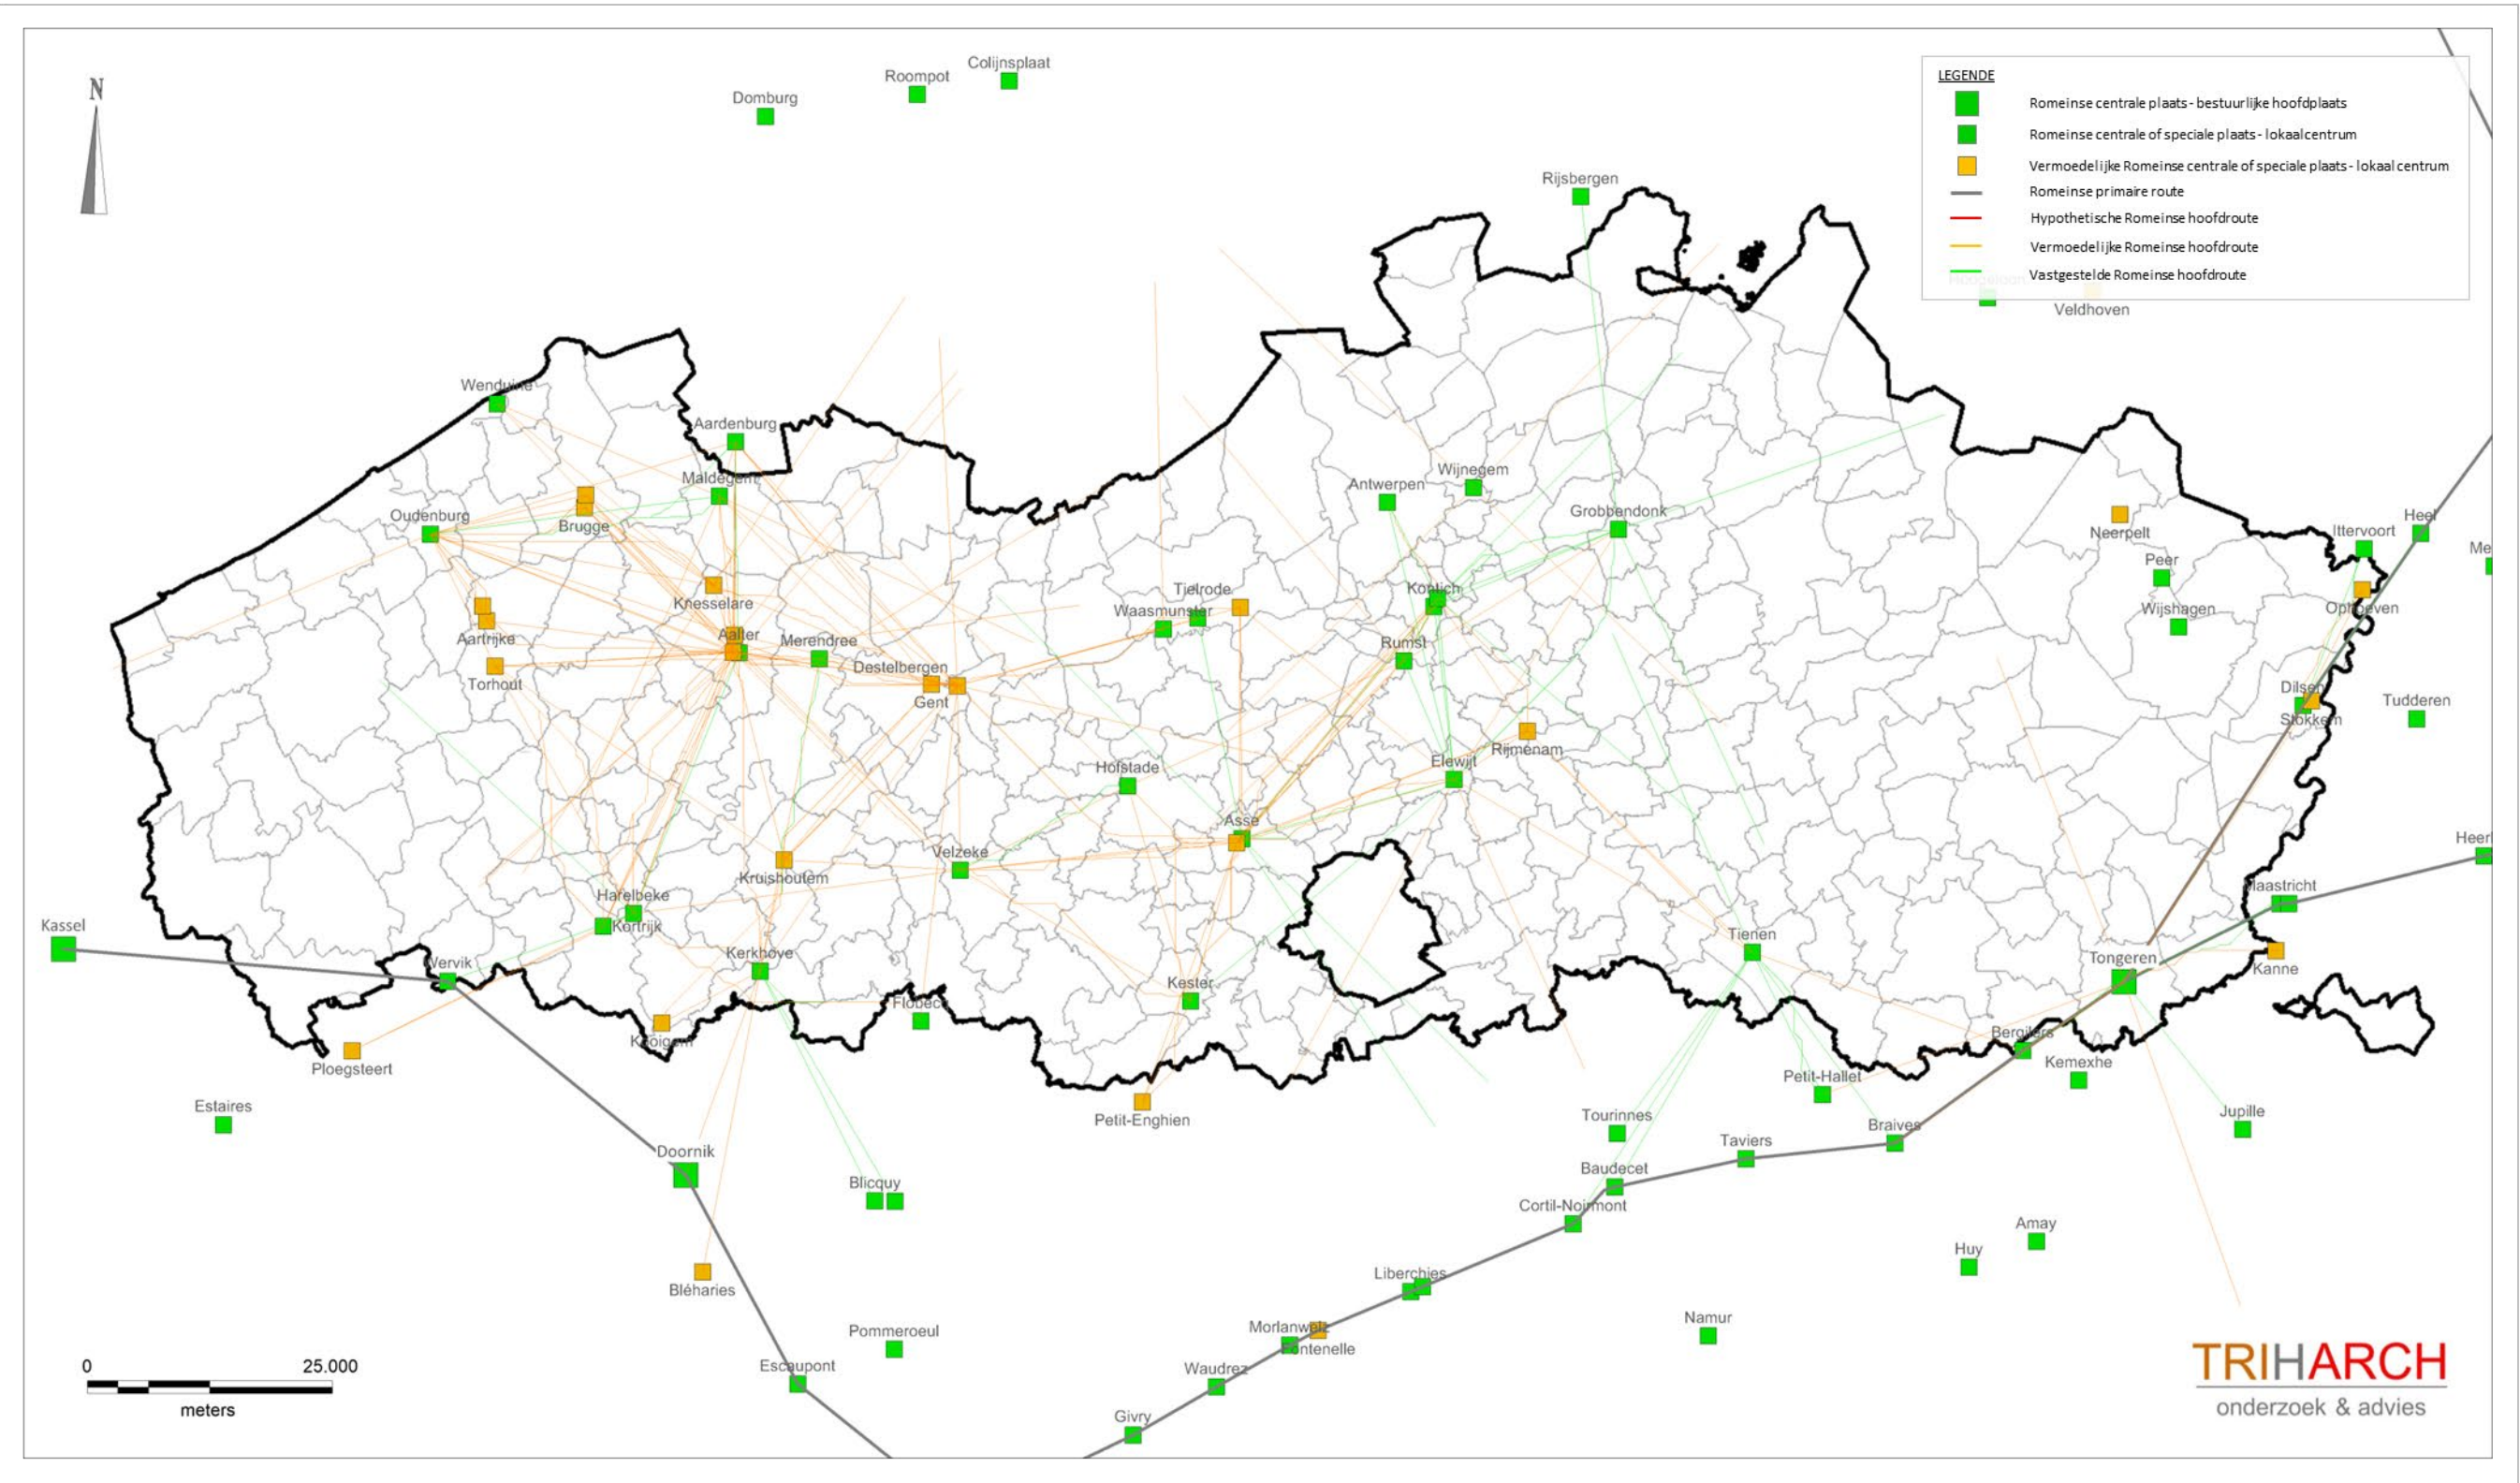 N
Domburg
Roompot
Colijnsplaat
LEGENDE
Romeinse centrale plaats - bestuurlijke hoofdplaats
Romeinse centrale of speciale plaats - lokaal centrum
Vermoedelijke Romeinse centrale of speciale plaats - lokaal centrum
Romeinse primaire route
Hypothetische Romeinse hoofdroute
Vermoedelijke Romeinse hoofdroute
Vastgestelde Romeinse hoofdroute
Veldhoven
Rijsbergen
Wenduine
Aardenburg
Maldegem
Oudenburg
Brugge
Knesselare
Aartrijke
Aalter
Merendree
Torhout
Destelbergen
Gent
Antwerpen
Wijnegem
Grobbendonk
Tielrode
Waasmunster
Kontich
Rumst
Rijmenam
Elewijt
Hofstade
Asse
Velzeke
Kruishoutem
Harelbeke
Kortrijk
Kerkhove
Kester
Flobecq
Kooigem
Wervik
Kassel
Ploegsteert
Estaires
Petit-Enghien
Neerpelt
Peer
Wijshagen
Ittervoort
Heel
Me
Ophoven
Dilsen
Stokkem
Tudderen
Heerl
Maastricht
Kanne
Tongeren
Tienen
Bergilers
Kemexhe
Petit-Hallet
Jupille
Tourinnes
Taviers
Braives
Baudecet
Cortil-Noirmont
Amay
Huy
Namur
Liberchies
Morlanwelz
Fontenelle
Waudrez
Givry
Doornik
Blicquy
Bléharies
Pommeroeul
Escaupont
0 25.000
meters
TRIHARCH
onderzoek & advies